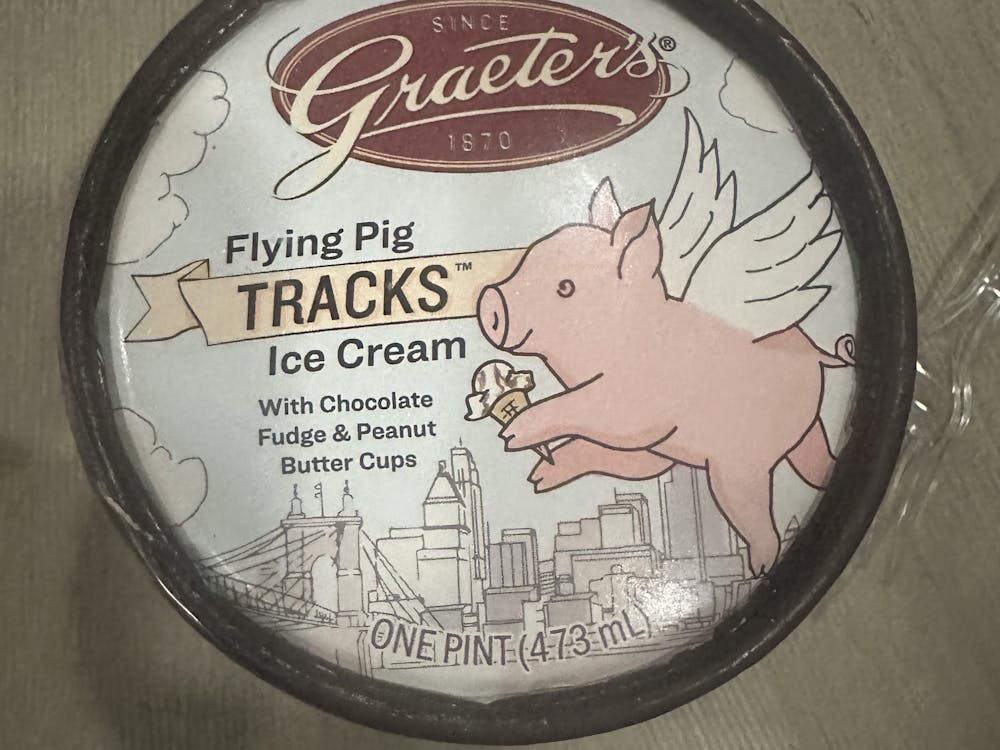 SINCE
Graeter's®
1870
Flying Pig
TRACKS™
Ice Cream
With Chocolate
Fudge & Peanut
Butter Cups
ONE PINT (473 mL)